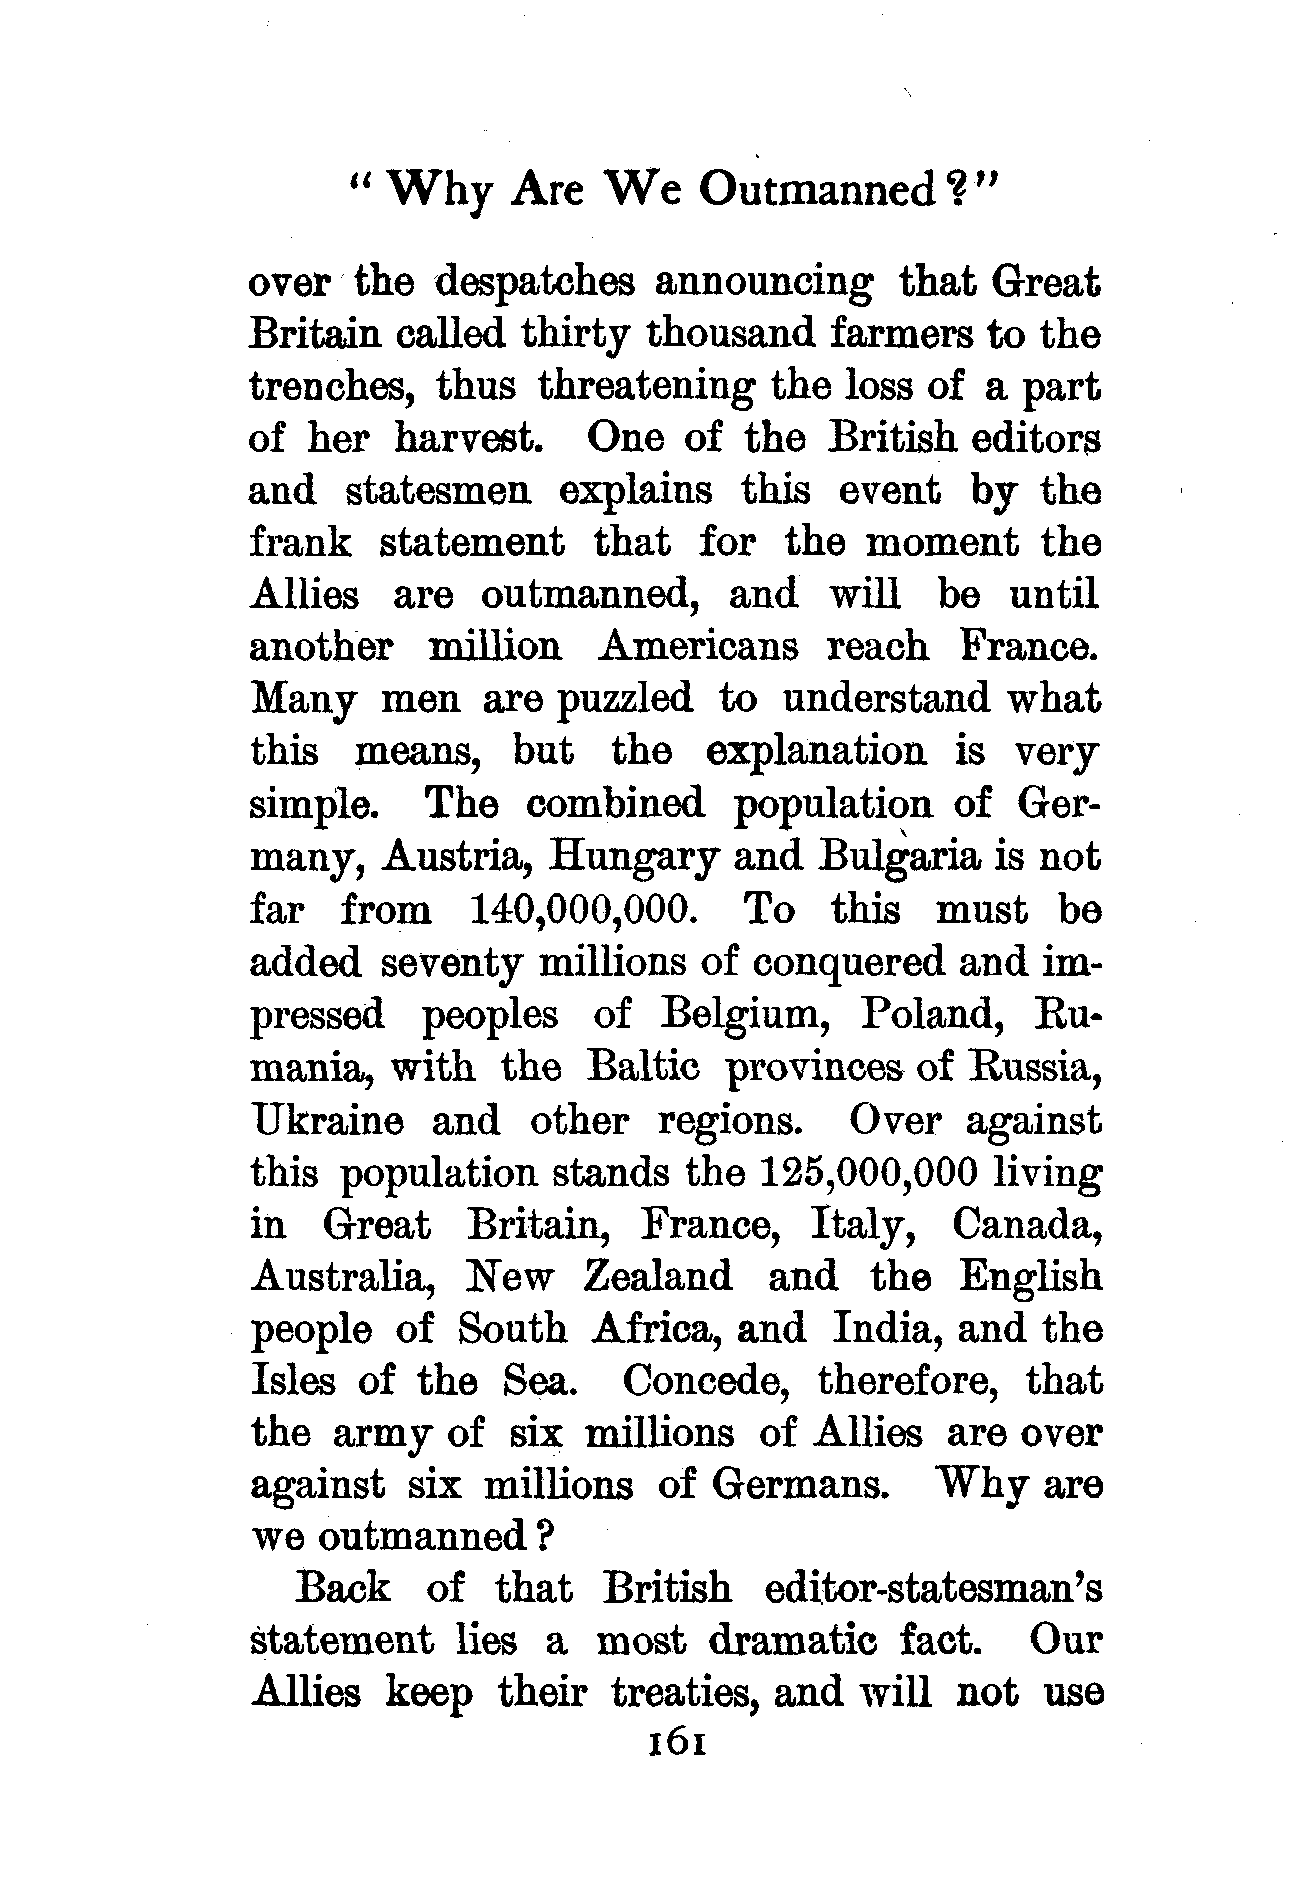 “ Why Are We Outmanned ? ”
over the despatches announcing that Great
Britain called thirty thousand farmers to the
trenches, thus threatening the loss of a part
of her harvest. One of the British editors
and statesmen explains this event by the
frank statement that for the moment the
Allies are outmanned, and will be until
another million Americans reach France.
Many men are puzzled to understand what
this means, but the explanation is very
simple. The combined population of Ger-
many, Austria, Hungary and Bulgaria is not
far from 140,000,000. To this must be
added seventy millions of conquered and im-
pressed peoples of Belgium, Poland, Ru-
mania, with the Baltic provinces of Russia,
Ukraine and other regions. Over against
this population stands the 125,000,000 living
in Great Britain, France, Italy, Canada,
Australia, New Zealand and the English
people of South Africa, and India, and the
Isles of the Sea. Concede, therefore, that
the army of six millions of Allies are over
against six millions of Germans. Why are
we outmanned ?
Back of that British editor-statesman’s
statement lies a most dramatic fact. Our
Allies keep their treaties, and will not use
161